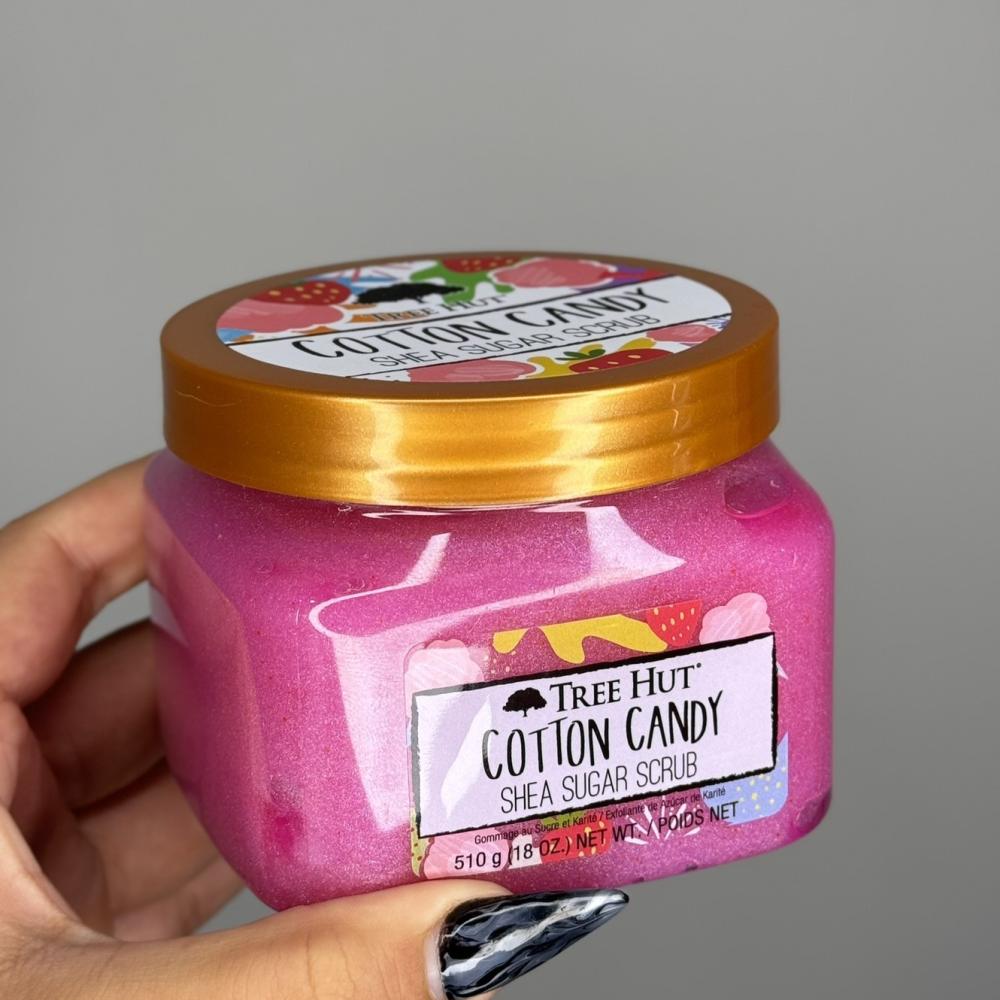 TREE HUT
COTTON CANDY
SHEA SUGAR SCRUB
TREE HUT®
COTTON CANDY
SHEA SUGAR SCRUB
Gommage au Sucre et Karité / Exfoliante de Azúcar de Karité
510 g (18 OZ.) NET WT. / POIDS NET